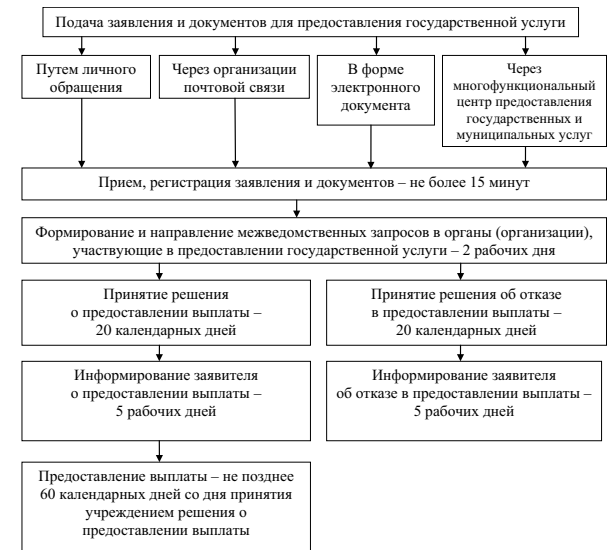 Подача заявления и документов для предоставления государственной услуги
Путем личного
обращения
Через организации
почтовой связи
В форме
электронного
документа
Через
многофункциональный
центр предоставления
государственных и
муниципальных услуг
Прием, регистрация заявления и документов – не более 15 минут
Формирование и направление межведомственных запросов в органы (организации),
участвующие в предоставлении государственной услуги – 2 рабочих дня
Принятие решения
о предоставлении выплаты –
20 календарных дней
Принятие решения об отказе
в предоставлении выплаты –
20 календарных дней
Информирование заявителя
о предоставлении выплаты –
5 рабочих дней
Информирование заявителя
об отказе в предоставлении выплаты –
5 рабочих дней
Предоставление выплаты – не позднее
60 календарных дней со дня принятия
учреждением решения о
предоставлении выплаты